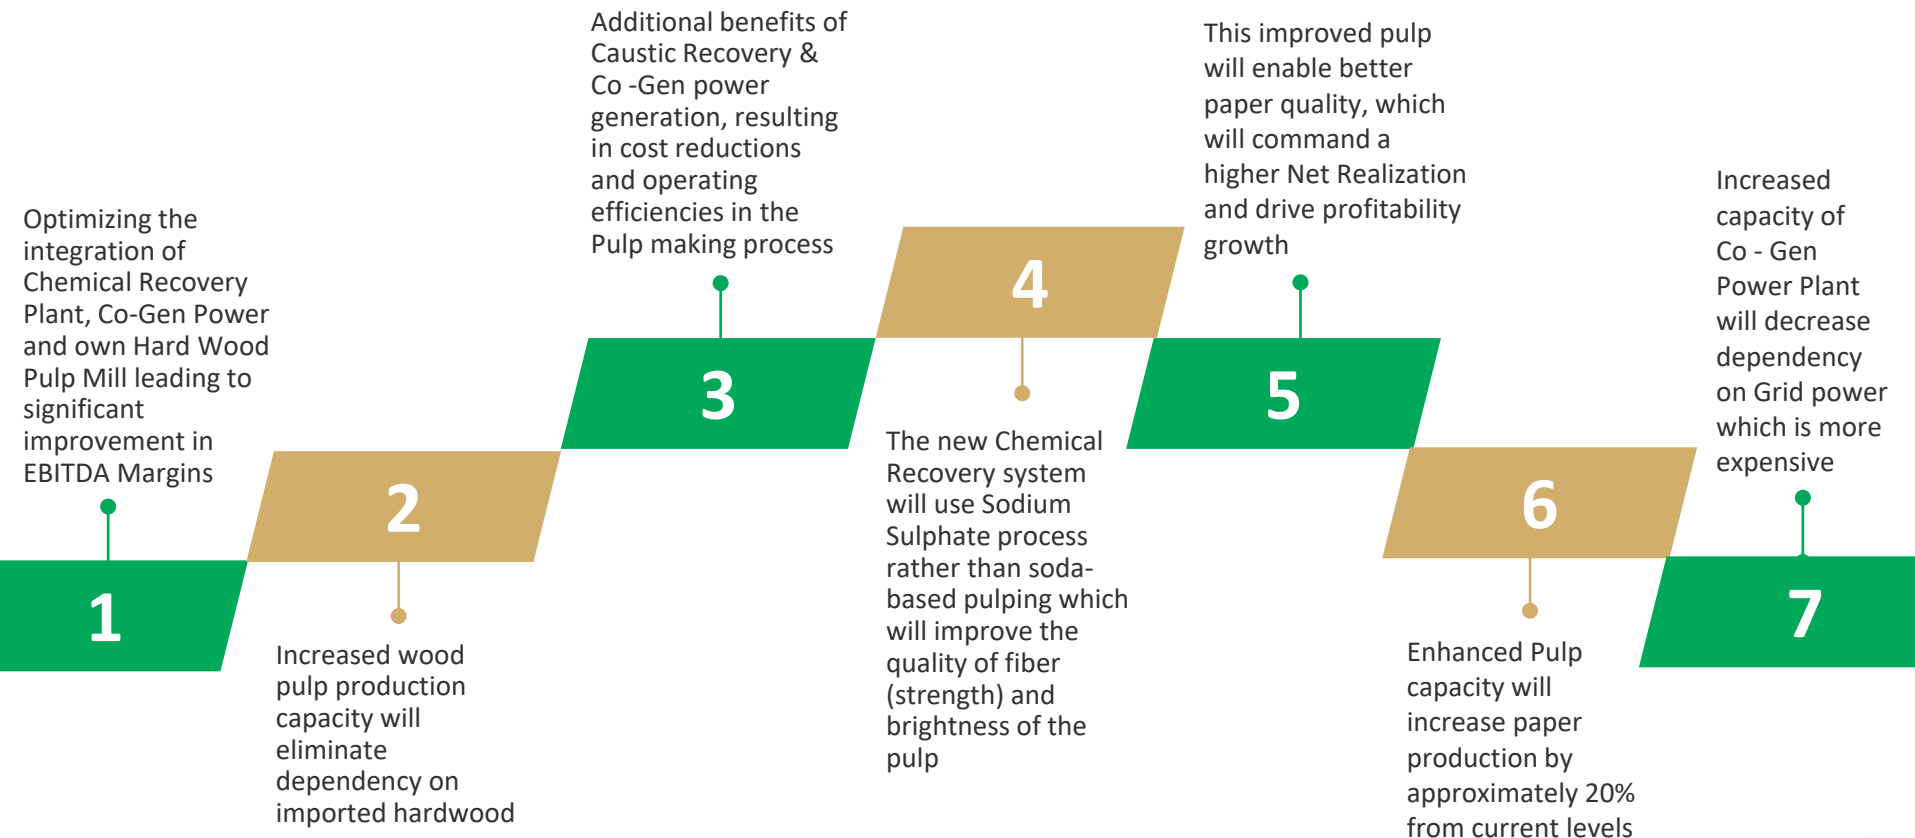 Optimizing the
integration of
Chemical Recovery
Plant, Co-Gen Power
and own Hard Wood
Pulp Mill leading to
significant
improvement in
EBITDA Margins
1
2
Increased wood
pulp production
capacity will
eliminate
dependency on
imported hardwood
Additional benefits of
Caustic Recovery &
Co -Gen power
generation, resulting
in cost reductions
and operating
efficiencies in the
Pulp making process
3
4
The new Chemical
Recovery system
will use Sodium
Sulphate process
rather than soda-
based pulping which
will improve the
quality of fiber
(strength) and
brightness of the
pulp
This improved pulp
will enable better
paper quality, which
will command a
higher Net Realization
and drive profitability
growth
5
6
Enhanced Pulp
capacity will
increase paper
production by
approximately 20%
from current levels
Increased
capacity of
Co - Gen
Power Plant
will decrease
dependency
on Grid power
which is more
expensive
7